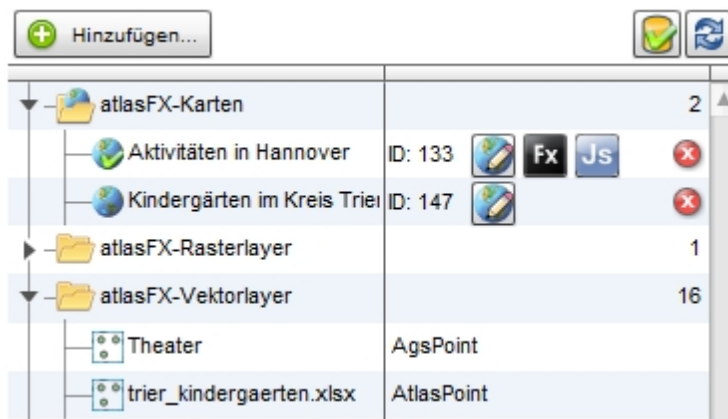 Hinzufügen...
atlasFX-Karten 2
Aktivitäten in Hannover ID: 133 Fx Js
Kindergärten im Kreis Trier ID: 147
atlasFX-Rasterlayer 1
atlasFX-Vektorlayer 16
Theater AgsPoint
trier_kindergaerten.xlsx AtlasPoint